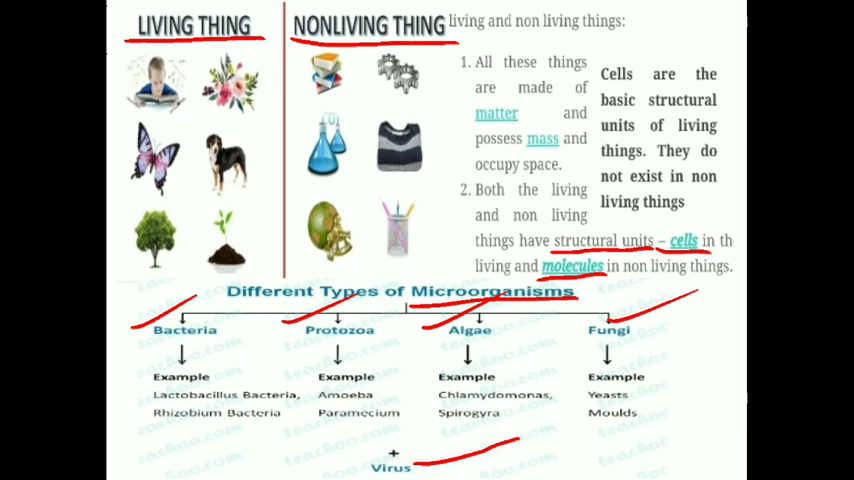 LIVING THING
NONLIVING THING
living and non living things:
1. All these things
are made of
matter and
possess mass and
occupy space.
2. Both the living
and non living
things have structural units – cells in the
living and molecules in non living things.
Cells are the
basic structural
units of living
things. They do
not exist in non
living things
Different Types of Microorganisms
Bacteria
Protozoa
Algae
Fungi
Example
Lactobacillus Bacteria,
Rhizobium Bacteria
Example
Amoeba
Paramecium
Example
Chlamydomonas,
Spirogyra
Example
Yeasts
Moulds
+
Virus
teachoo.com